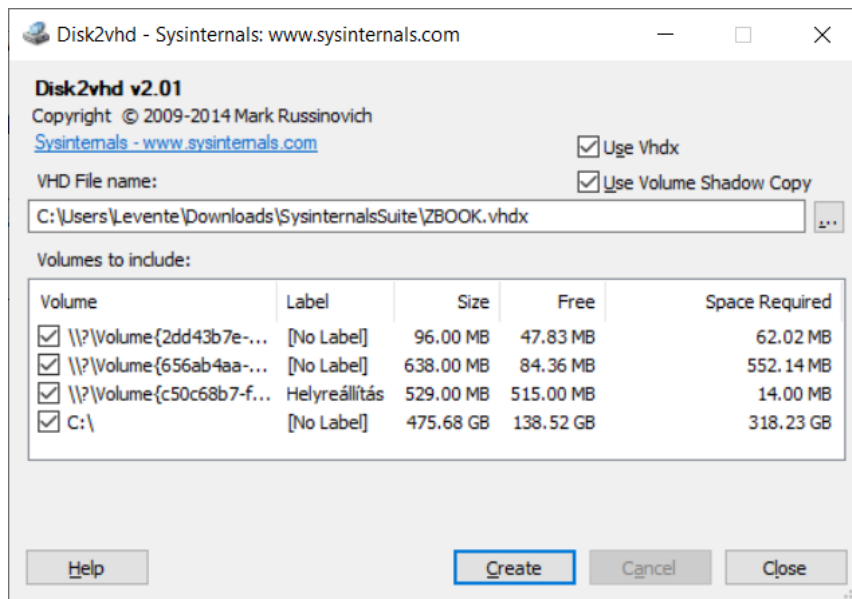 Disk2vhd - Sysinternals: www.sysinternals.com
Disk2vhd v2.01
Copyright © 2009-2014 Mark Russinovich
Sysinternals - www.sysinternals.com
Use Vhdx
VHD File name:
Use Volume Shadow Copy
C:\Users\Levente\Downloads\SysinternalsSuite\ZBOOK.vhdx
...
Volumes to include:
Volume Label Size Free Space Required
\\?\Volume{2dd43b7e-... [No Label] 96.00 MB 47.83 MB 62.02 MB
\\?\Volume{656ab4aa-... [No Label] 638.00 MB 84.36 MB 552.14 MB
\\?\Volume{c50c68b7-f... Helyreállítás 529.00 MB 515.00 MB 14.00 MB
C:\ [No Label] 475.68 GB 138.52 GB 318.23 GB
Help Create Cancel Close